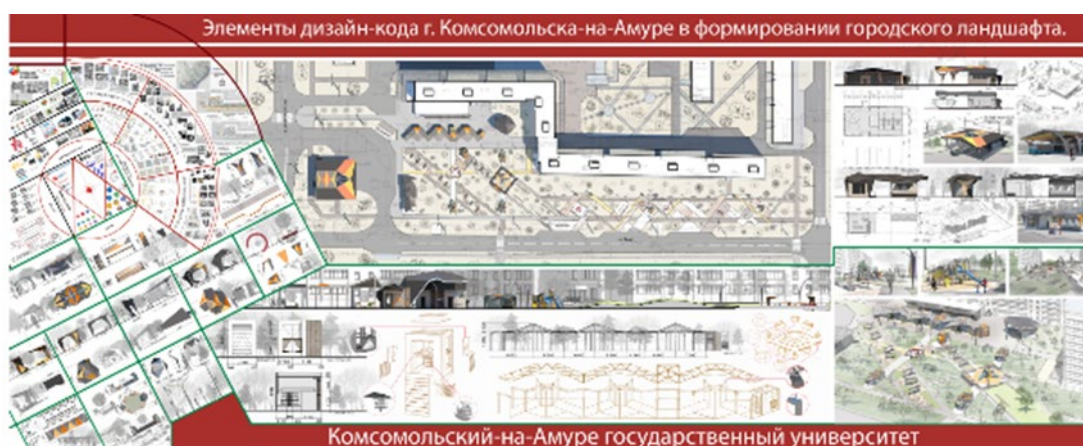 Элементы дизайн-кода г. Комсомольска-на-Амуре в формировании городского ландшафта.
Комсомольский-на-Амуре государственный университет